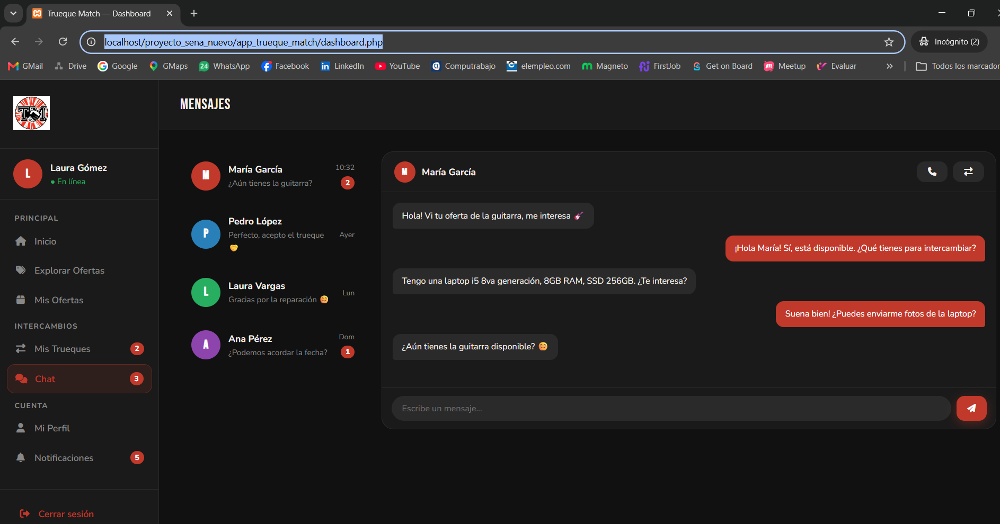 Trueque Match — Dashboard
localhost/proyecto_sena_nuevo/app_trueque_match/dashboard.php
Incógnito (2)
GMail
Drive
Google
GMaps
24
WhatsApp
Facebook
LinkedIn
YouTube
Computrabajo
elempleo.com
Magneto
FirstJob
Get on Board
Meetup
Evaluar
Todos los marcador
TM
L
Laura Gómez
En línea
PRINCIPAL
Inicio
Explorar Ofertas
Mis Ofertas
INTERCAMBIOS
Mis Trueques
2
Chat
3
CUENTA
Mi Perfil
Notificaciones
5
Cerrar sesión
MENSAJES
M
María García
10:32
¿Aún tienes la guitarra?
2
P
Pedro López
Perfecto, acepto el trueque
🤝
Ayer
L
Laura Vargas
Gracias por la reparación 😊
Lun
A
Ana Pérez
Dom
¿Podemos acordar la fecha?
1
M
María García
Hola! Vi tu oferta de la guitarra, me interesa 🎸
¡Hola María! Sí, está disponible. ¿Qué tienes para intercambiar?
Tengo una laptop i5 8va generación, 8GB RAM, SSD 256GB. ¿Te interesa?
Suena bien! ¿Puedes enviarme fotos de la laptop?
¿Aún tienes la guitarra disponible? 😊
Escribe un mensaje...